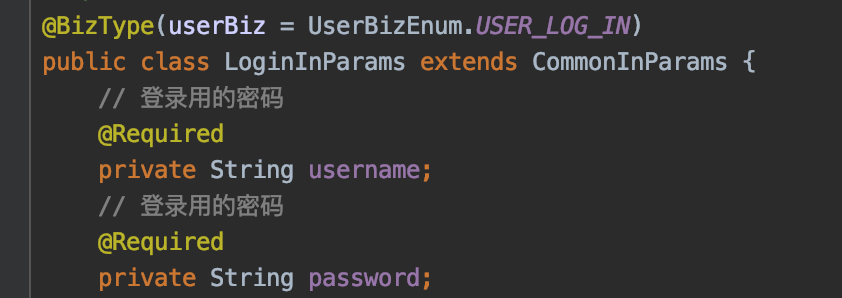 @BizType(userBiz = UserBizEnum.USER_LOG_IN)
public class LoginInParams extends CommonInParams {
// 登录用的密码
@Required
private String username;
// 登录用的密码
@Required
private String password;